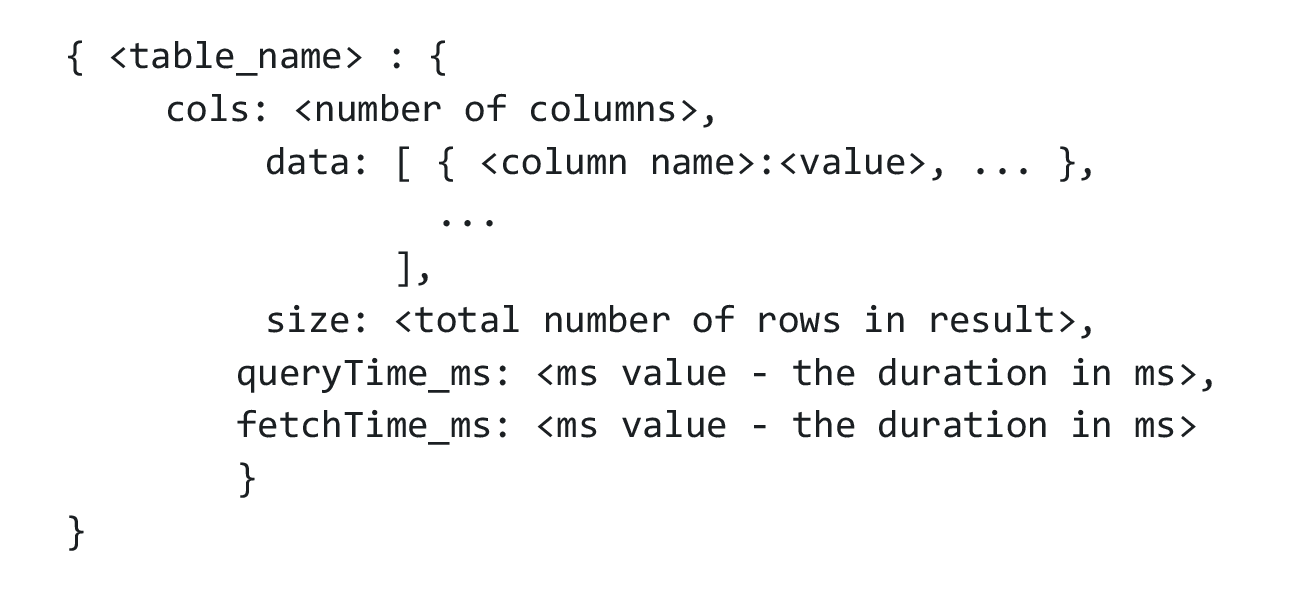 { <table_name> : {
cols: <number of columns>,
data: [ { <column name>:<value>, ... },
...
],
size: <total number of rows in result>,
queryTime_ms: <ms value - the duration in ms>,
fetchTime_ms: <ms value - the duration in ms>
}
}